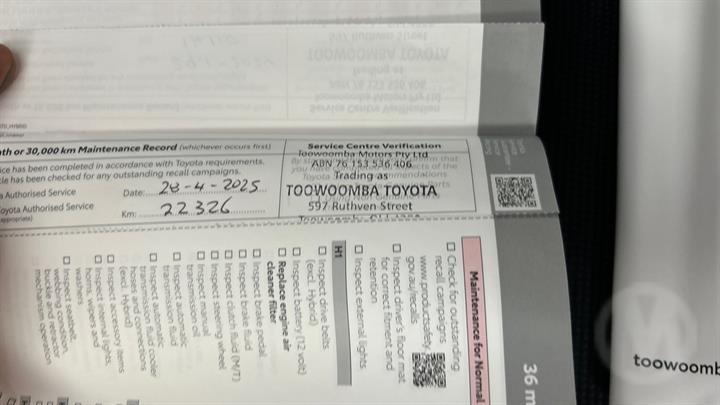 th or 30,000 km Maintenance Record (whichever occurs first)
ice has been completed in accordance with Toyota requirements.
le has been checked for any outstanding recall campaigns.
a Authorised Service
Date: 28-4-2025
oyota Authorised Service
Km: 22326
Service Centre Verification
Toowoomba Motors Pty Ltd
ABN 76 153 536 406
Trading as
TOOWOOMBA TOYOTA
597 Ruthven Street
36 m
Maintenance for Normal
Check for outstanding
recall campaigns
www.productsafety.
gov.au/recalls
Inspect driver's floor mat
for correct fitment and
retention
Inspect external lights
H1
Inspect drive belts
(excl. Hybrid)
Inspect battery (12 volt)
Replace engine air
cleaner filter
Inspect brake pedal
Inspect brake fluid
Inspect clutch fluid (M/T)
Inspect steering wheel
Inspect manual
transmission oil
Inspect automatic
transmission fluid
Inspect automatic
transmission fluid cooler
hoses and connections
(excl. Hybrid)
Inspect accessory items
Inspect internal lights,
horn, wipers and
washers
Inspect seatbelt,
webbing condition,
buckle and retractor
mechanism operation
toowoomb